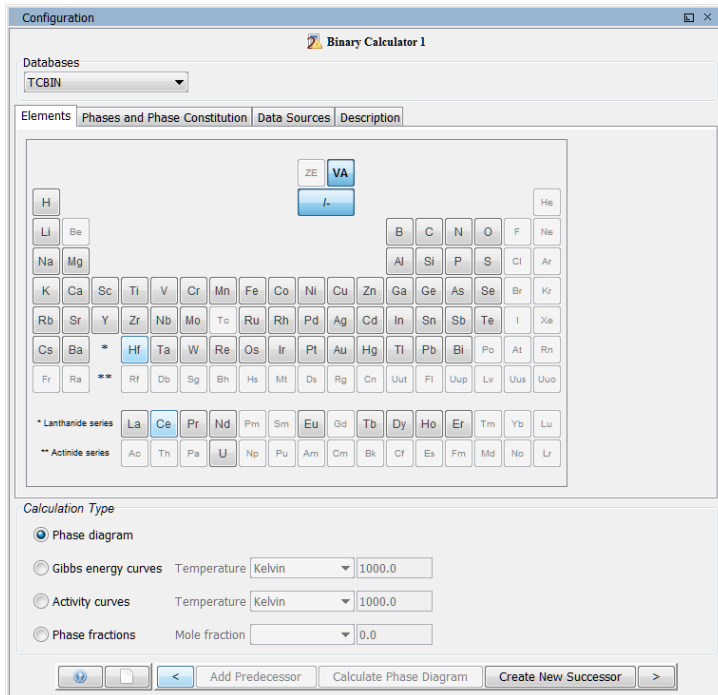 Configuration
Binary Calculator 1
Databases
TCBIN
Elements Phases and Phase Constitution Data Sources Description
ZE VA
H /- He
Li Be B C N O F Ne
Na Mg Al Si P S Cl Ar
K Ca Sc Ti V Cr Mn Fe Co Ni Cu Zn Ga Ge As Se Br Kr
Rb Sr Y Zr Nb Mo Tc Ru Rh Pd Ag Cd In Sn Sb Te I Xe
Cs Ba * Hf Ta W Re Os Ir Pt Au Hg Tl Pb Bi Po At Rn
Fr Ra ** Rf Db Sg Bh Hs Mt Ds Rg Cn Uut Fl Uup Lv Uus Uuo
* Lanthanide series La Ce Pr Nd Pm Sm Eu Gd Tb Dy Ho Er Tm Yb Lu
** Actinide series Ac Th Pa U Np Pu Am Cm Bk Cf Es Fm Md No Lr
Calculation Type
Phase diagram
Gibbs energy curves Temperature Kelvin 1000.0
Activity curves Temperature Kelvin 1000.0
Phase fractions Mole fraction 0.0
< Add Predecessor Calculate Phase Diagram Create New Successor >